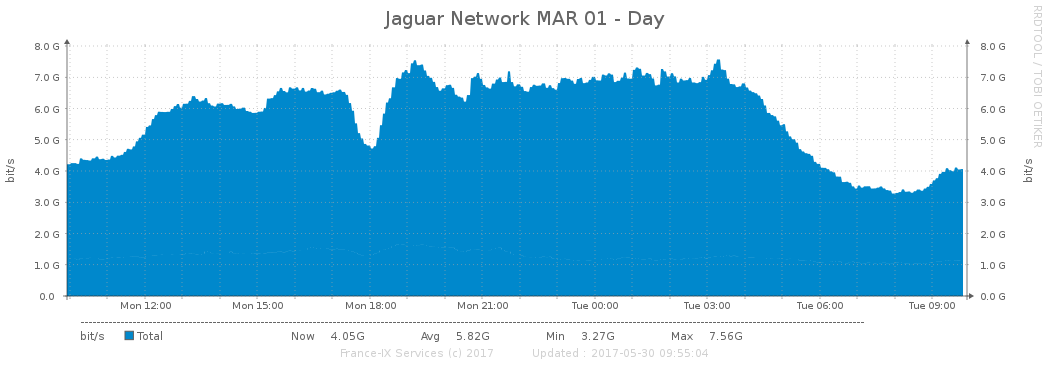 Jaguar Network MAR 01 - Day
RRDTOOL / TOBI OETIKER
bit/s
8.0 G
7.0 G
6.0 G
5.0 G
4.0 G
3.0 G
2.0 G
1.0 G
0.0
8.0 G
7.0 G
6.0 G
5.0 G
4.0 G
3.0 G
2.0 G
1.0 G
0.0 G
bit/s
Mon 12:00 Mon 15:00 Mon 18:00 Mon 21:00 Tue 00:00 Tue 03:00 Tue 06:00 Tue 09:00
bit/s Total Now 4.05G Avg 5.82G Min 3.27G Max 7.56G
France-IX Services (c) 2017 Updated : 2017-05-30 09:55:04